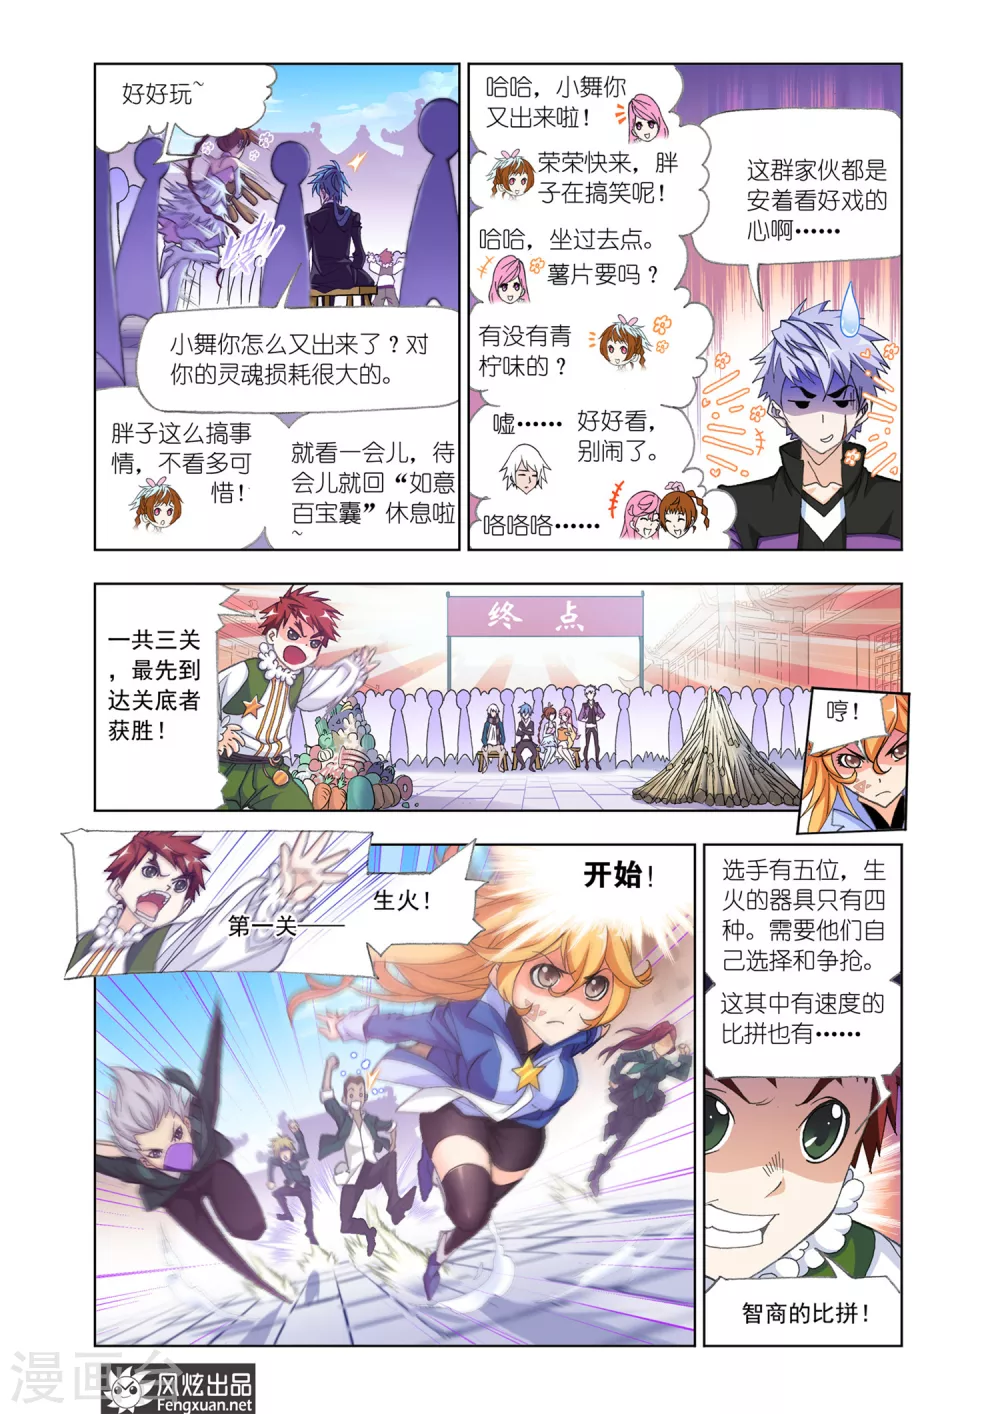 好好玩~
小舞你怎么又出来了？对
你的灵魂损耗很大的。
胖子这么搞事
情，不看多可
惜！
就看一会儿，待
会儿就回“如意
百宝囊”休息啦
~
哈哈，小舞你
又出来啦！
荣荣快来，胖
子在搞笑呢！
哈哈，坐过去点。
薯片要吗？
有没有青
柠味的？
嘘……
好好看，
别闹了。
咯咯咯……
这群家伙都是
安着看好戏的
心啊……
一共三关
，最先到
达关底者
获胜！
终点
哼！
第一关——
生火！
开始！
选手有五位，生
火的器具只有四
种。需要他们自
己选择和争抢。
这其中有速度的
比拼也有……
智商的比拼！
漫画台
风炫出品
Fengxuan.net